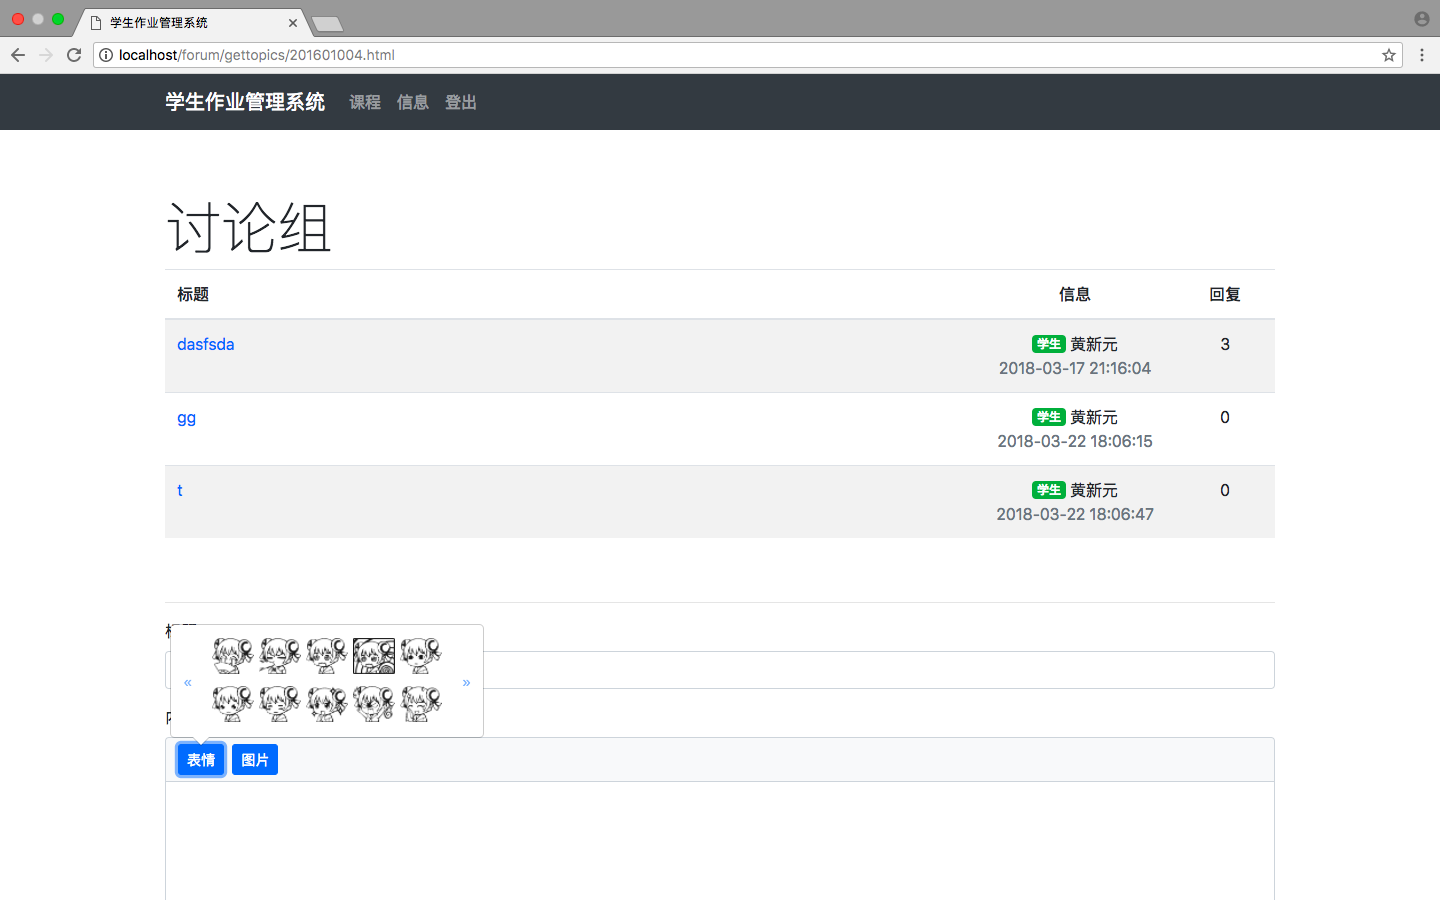 学生作业管理系统
localhost/forum/gettopics/201601004.html
学生作业管理系统 课程 信息 登出
讨论组
标题 信息 回复
dasfsda 学生 黄新元 3
2018-03-17 21:16:04
gg 学生 黄新元 0
2018-03-22 18:06:15
t 学生 黄新元 0
2018-03-22 18:06:47
« »
表情 图片